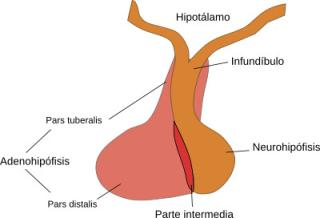 Hipotálamo
Infundíbulo
Pars tuberalis
Neurohipófisis
Adenohipófisis
Pars distalis
Parte intermedia